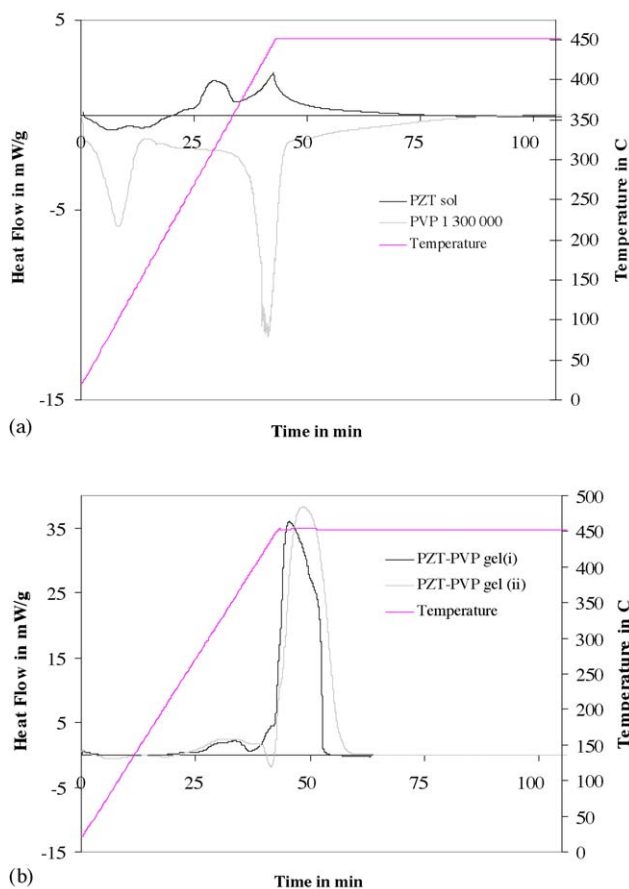 5
450
400
350
0
25
50
75
100
300
250
-5
PZT sol
PVP 1 300 000
Temperature
200
150
100
50
-15
0
Heat Flow in mW/g
Temperature in C
(a)
Time in min
500
35
PZT-PVP gel(i)
450
PZT-PVP gel (ii)
400
25
Temperature
350
300
15
250
200
5
150
0
25
50
75
100
100
-5
50
-15
0
Heat Flow in mW/g
Temperature in C
(b)
Time in min